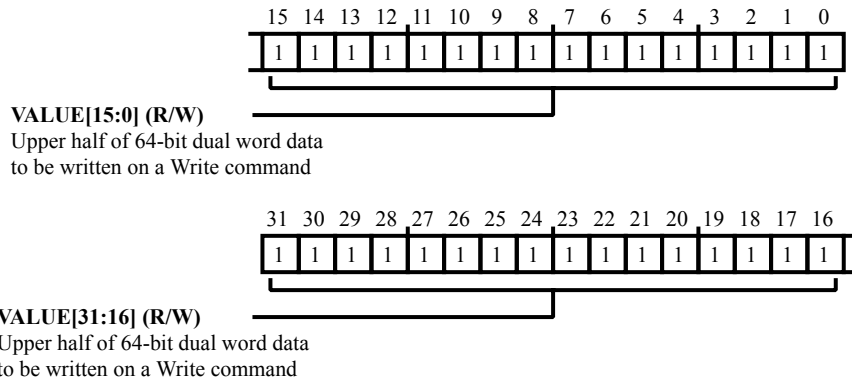 15 14 13 12 11 10 9 8 7 6 5 4 3 2 1 0
1 1 1 1 1 1 1 1 1 1 1 1 1 1 1 1
VALUE[15:0] (R/W)
Upper half of 64-bit dual word data
to be written on a Write command
31 30 29 28 27 26 25 24 23 22 21 20 19 18 17 16
1 1 1 1 1 1 1 1 1 1 1 1 1 1 1 1
VALUE[31:16] (R/W)
Upper half of 64-bit dual word data
to be written on a Write command